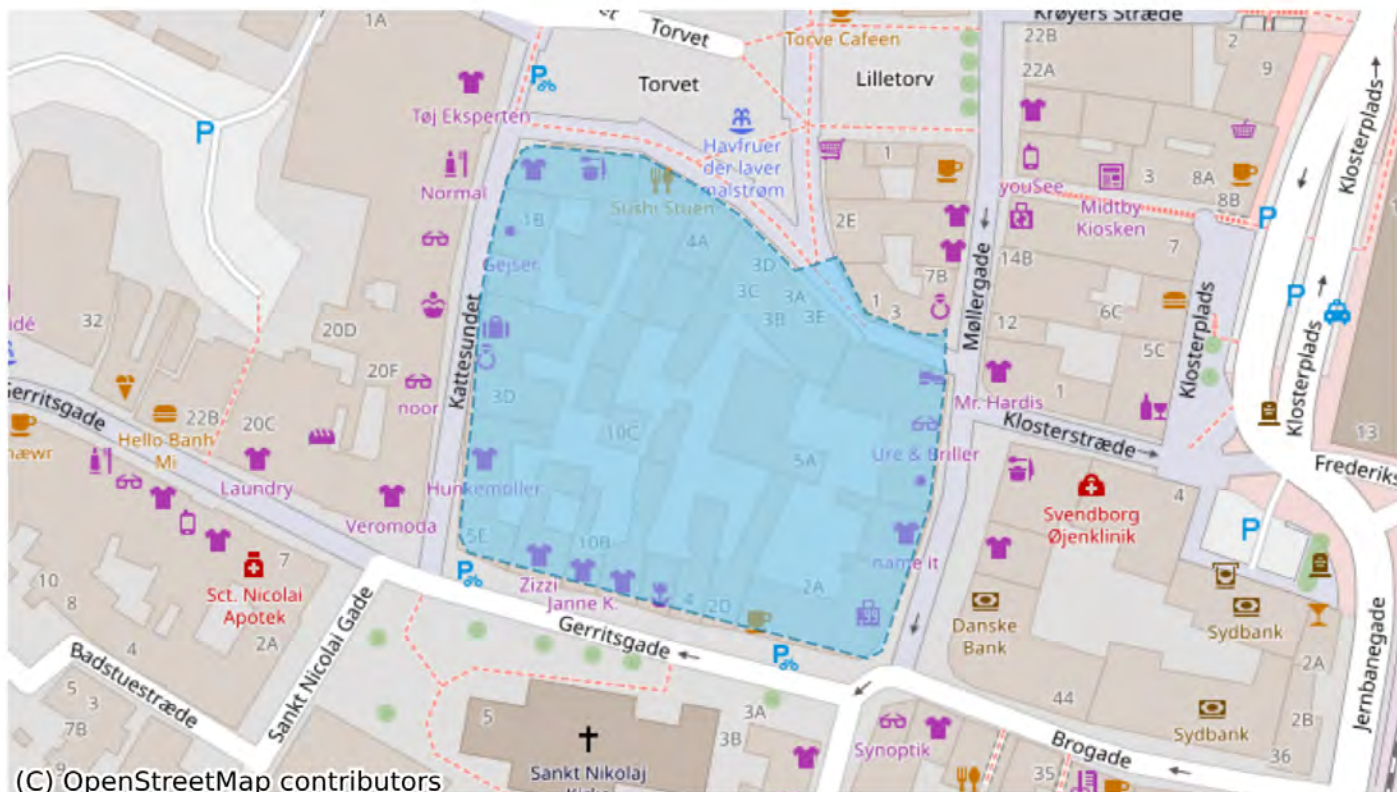 1A
Torvet
Krøyers Stræde
Torve Cafeen
22B
2
22A
9
Torvet
Lilletorv
Klosterplads
P
P
Tøj Eksperten
Havfruer
der laver
malstrøm
1
Normal
youSee
3
8A
8B
Midtby
Kiosken
P
Sushi Stuen
1B
2E
4A
7
Gejser
3D
14B
7B
3C
3A
P
idé
32
20D
3B
3E
1
3
6C
Møllergade
Klosterplads
Kattesundet
12
5C
Klosterplads
20F
Gerritsgade
noor
3D
Mr. Hardis
1
22B
20C
Hello Banh
Mi
10C
Klosterstræde
13
næwr
5A
Ure & Briller
Frederiks
Laundry
Hunkemøller
Veromoda
4
Svendborg
Øjenklinik
P
5E
10B
name it
7
P
Zizzi
Janne K.
4
2D
2A
10
8
Sct. Nicolai
Apotek
Danske
Bank
Sydbank
4
2A
Gerritsgade
2A
Badstuestræde
Sankt Nicolai Gade
P
5
3
7B
5
3A
3B
44
2B
Sydbank
Jernbanegade
Synoptik
Brogade
36
Sankt Nikolaj
35
(C) OpenStreetMap contributors